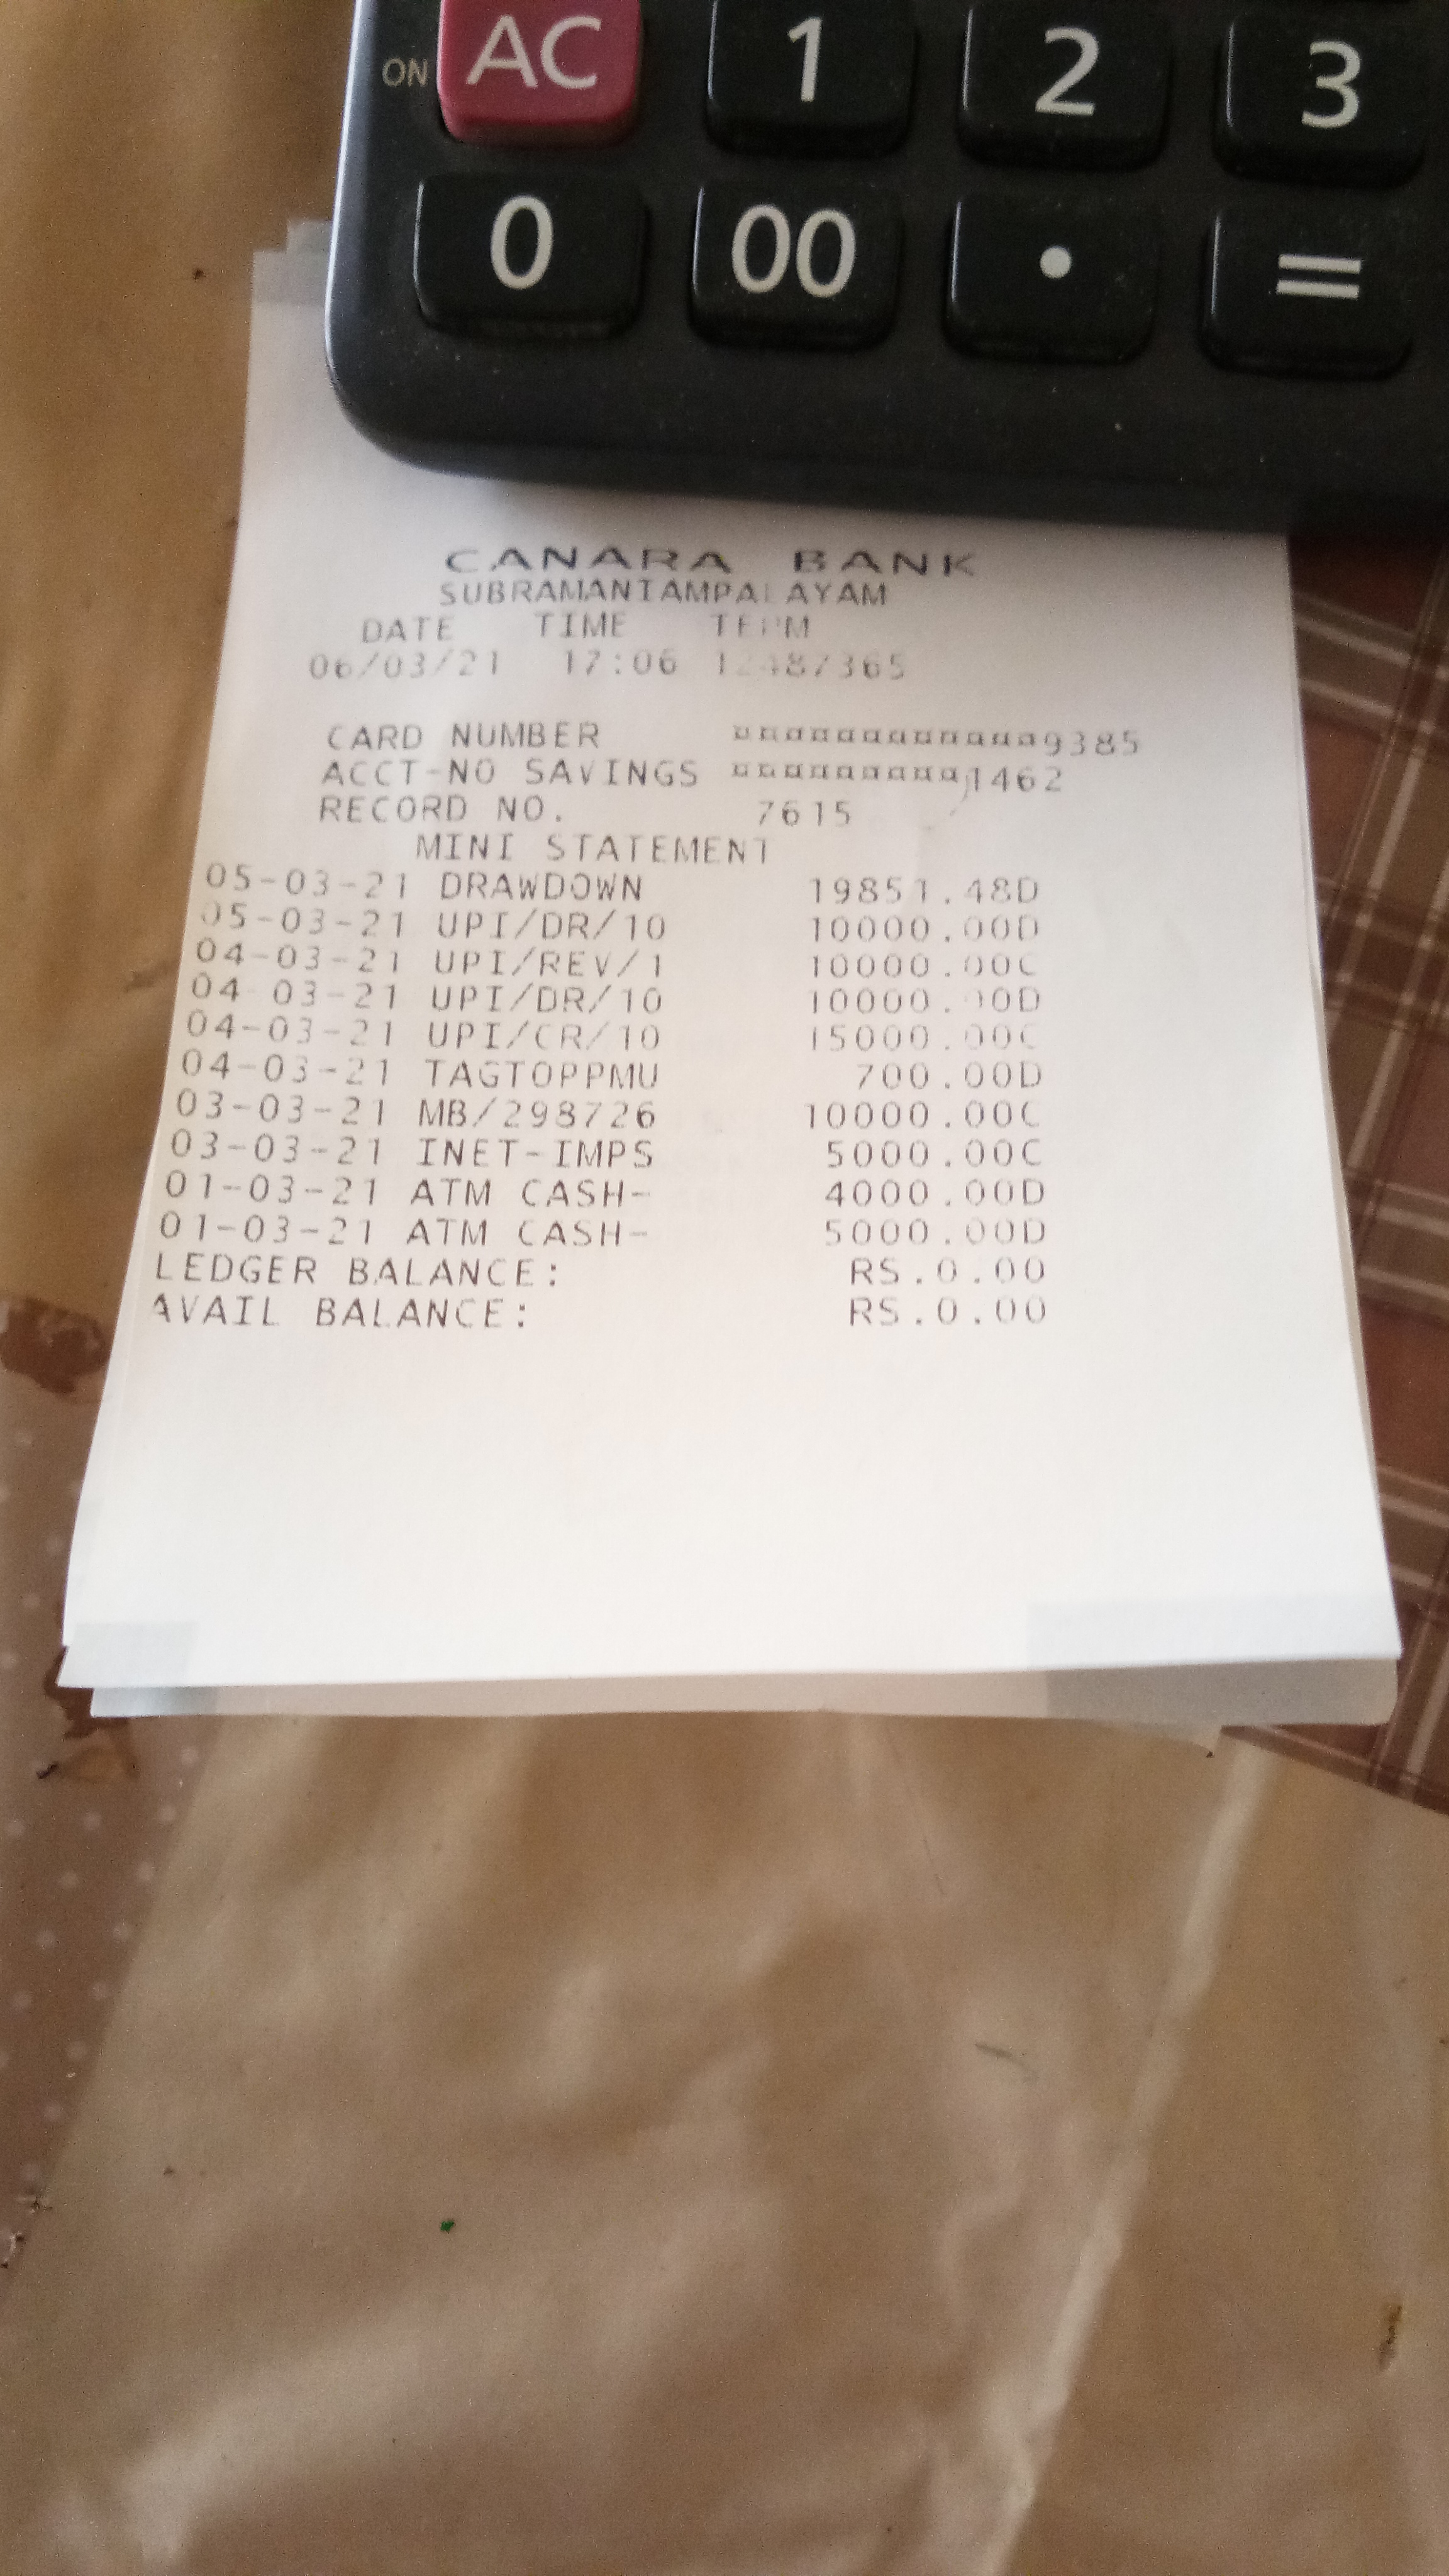 ON AC 1 2 3
0 00 . =
CANARA BANK
SUBRAMANIAMPALAYAM
DATE TIME TERM
06/03/21 17:06
CARD NUMBER ¤¤¤¤¤¤¤¤¤¤¤¤9385
ACCT-NO SAVINGS ¤¤¤¤¤¤¤¤¤1462
RECORD NO. 7615
MINI STATEMENT
05-03-21 DRAWDOWN 19851.48D
05-03-21 UPI/DR/10 10000.00D
04-03-21 UPI/REV/1 10000.00C
04-03-21 UPI/DR/10 10000.00D
04-03-21 UPI/CR/10 15000.00C
04-03-21 TAGTOPPMU 700.00D
03-03-21 MB/298726 10000.00C
03-03-21 INET-IMPS 5000.00C
01-03-21 ATM CASH- 4000.00D
01-03-21 ATM CASH- 5000.00D
LEDGER BALANCE: RS.0.00
AVAIL BALANCE: RS.0.00